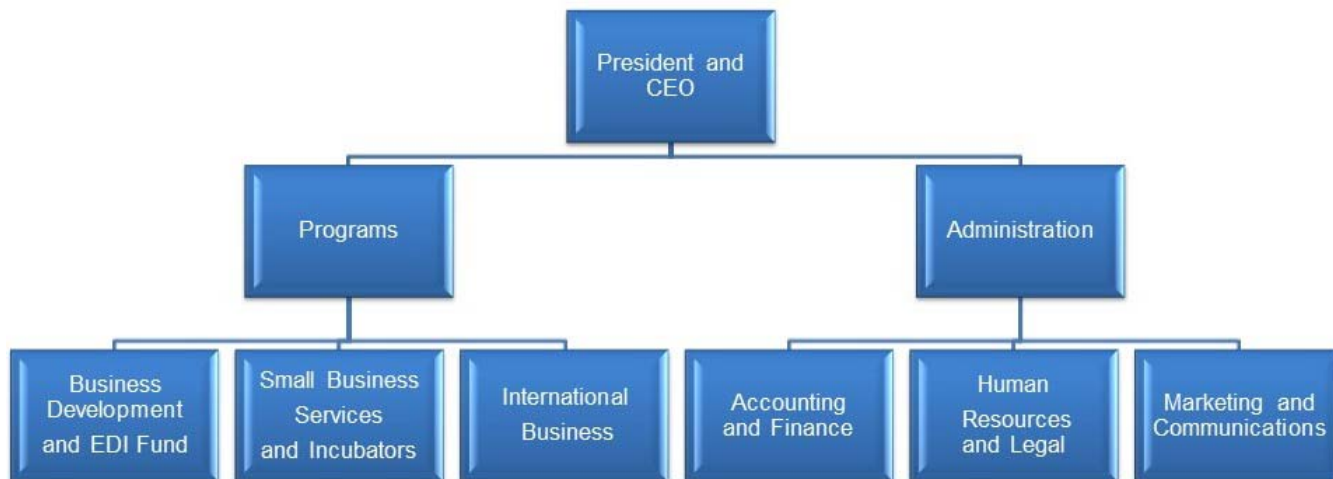 President and
CEO
Programs
Administration
Business
Development
and EDI Fund
Small Business
Services
and Incubators
International
Business
Accounting
and Finance
Human
Resources
and Legal
Marketing and
Communications